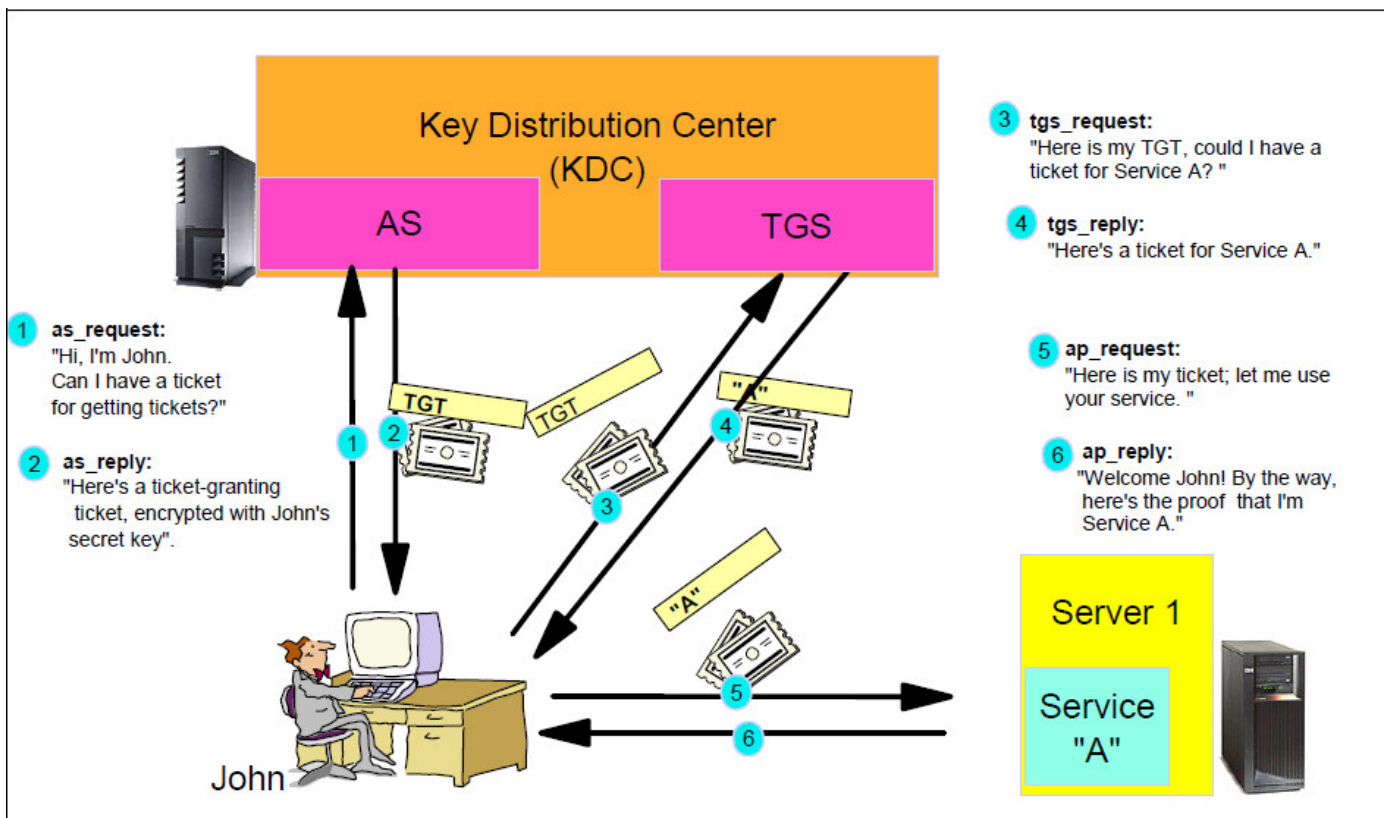 Key Distribution Center
(KDC)
AS
TGS
1
as_request:
"Hi, I'm John.
Can I have a ticket
for getting tickets?"
2
as_reply:
"Here's a ticket-granting
ticket, encrypted with John's
secret key".
3
tgs_request:
"Here is my TGT, could I have a
ticket for Service A? "
4
tgs_reply:
"Here's a ticket for Service A."
5
ap_request:
"Here is my ticket; let me use
your service. "
6
ap_reply:
"Welcome John! By the way,
here's the proof that I'm
Service A."
TGT
TGT
"A"
1
2
3
4
"A"
5
6
John
Server 1
Service
"A"